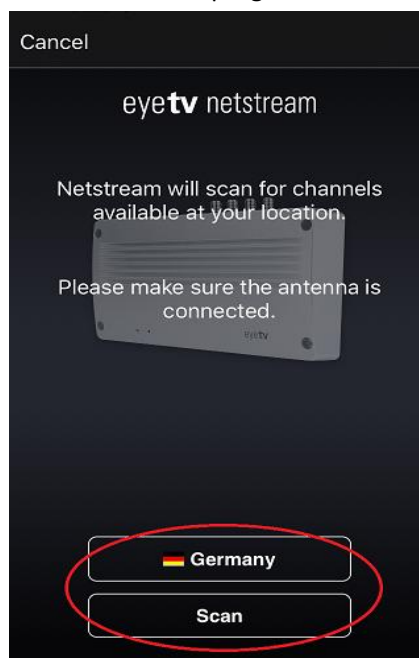 Cancel
eyetv netstream
Netstream will scan for channels
available at your location.
Please make sure the antenna is
connected.
eyetv
Germany
Scan